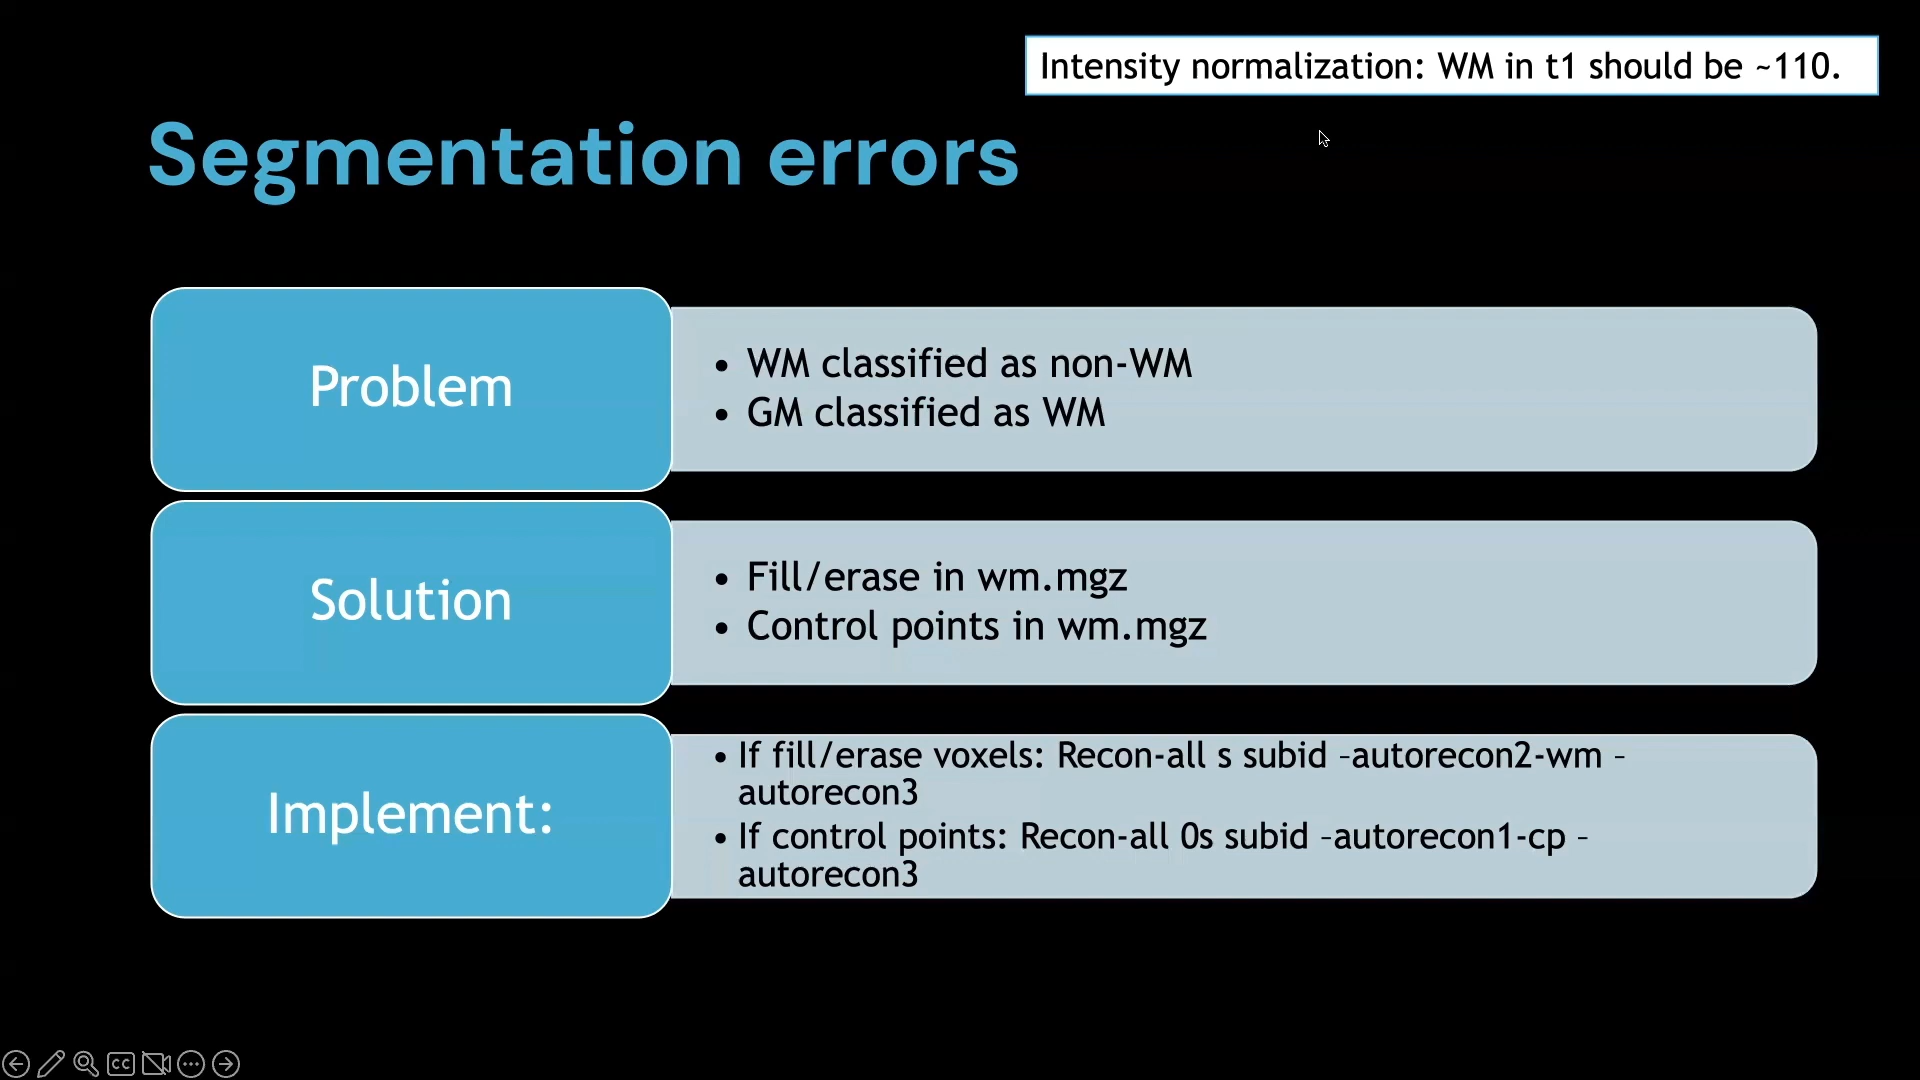 Intensity normalization: WM in t1 should be ~110.
Segmentation errors
Problem
• WM classified as non-WM
• GM classified as WM
Solution
• Fill/erase in wm.mgz
• Control points in wm.mgz
Implement:
• If fill/erase voxels: Recon-all s subid –autorecon2-wm –
autorecon3
• If control points: Recon-all 0s subid –autorecon1-cp –
autorecon3
CC